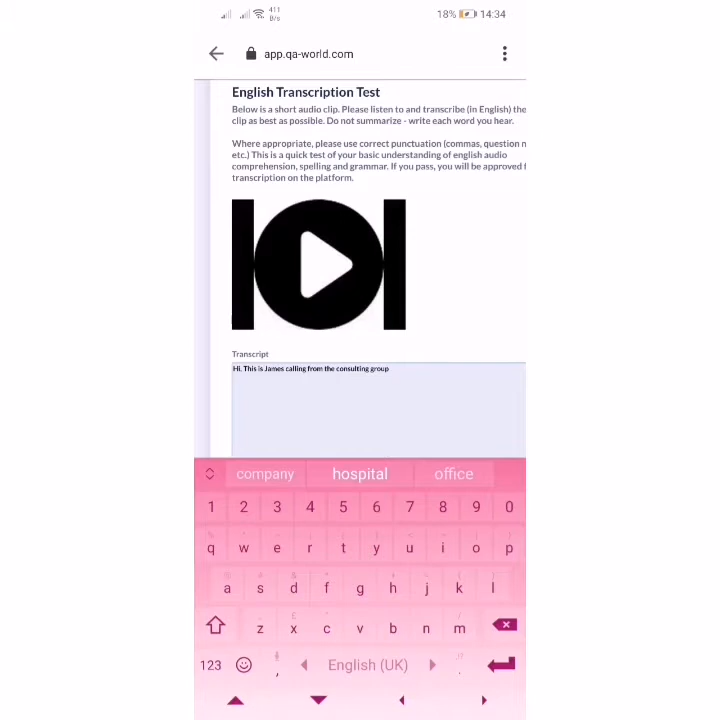 411
B/s
18% 14:34
app.qa-world.com
English Transcription Test
Below is a short audio clip. Please listen to and transcribe (in English) the
clip as best as possible. Do not summarize - write each word you hear.
Where appropriate, please use correct punctuation (commas, question
etc.) This is a quick test of your basic understanding of english audio
comprehension, spelling and grammar. If you pass, you will be approved
transcription on the platform.
Transcript
Hi, This is James calling from the consulting group
company hospital office
1 2 3 4 5 6 7 8 9 0
q w e r t y u i o p
a s d f g h j k l
z x c v b n m
123 , English (UK) .